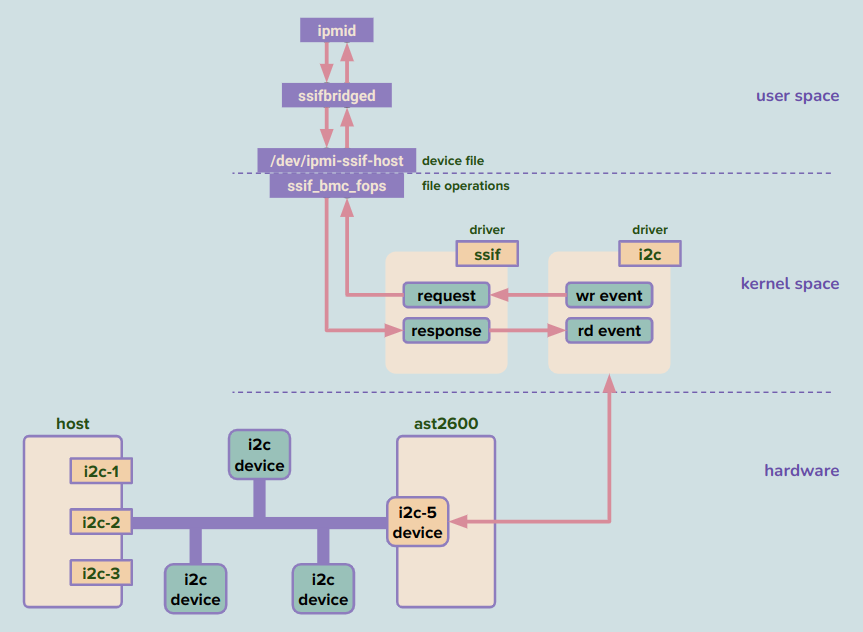 ipmid
ssifbridged
user space
/dev/ipmi-ssif-host
device file
ssif_bmc_fops
file operations
driver
driver
ssif
i2c
kernel space
request
wr event
response
rd event
host
ast2600
i2c
device
i2c-1
hardware
i2c-2
i2c-5
device
i2c-3
i2c
device
i2c
device